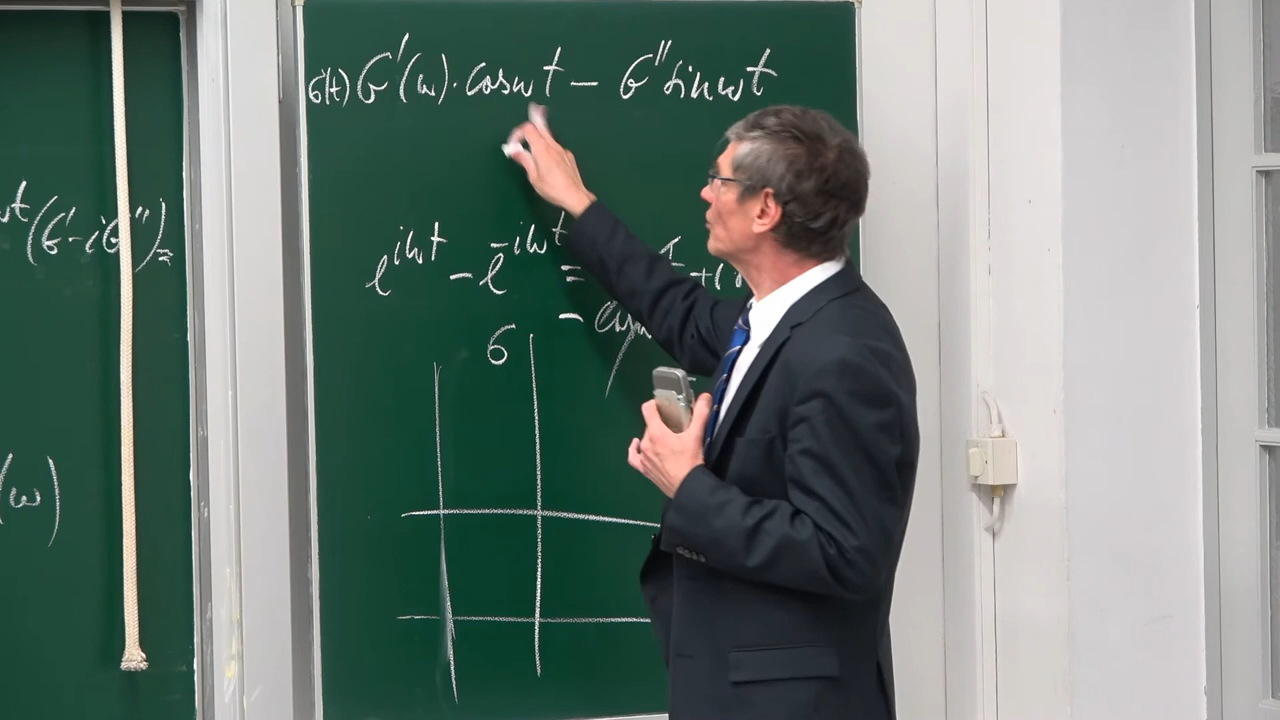 ωt(σ'-iσ'')=
(ω)
σ(t) σ'(ω)·cosωt - σ'' sinωt
e^{iωt} - e^{-iωt} =
-
σ